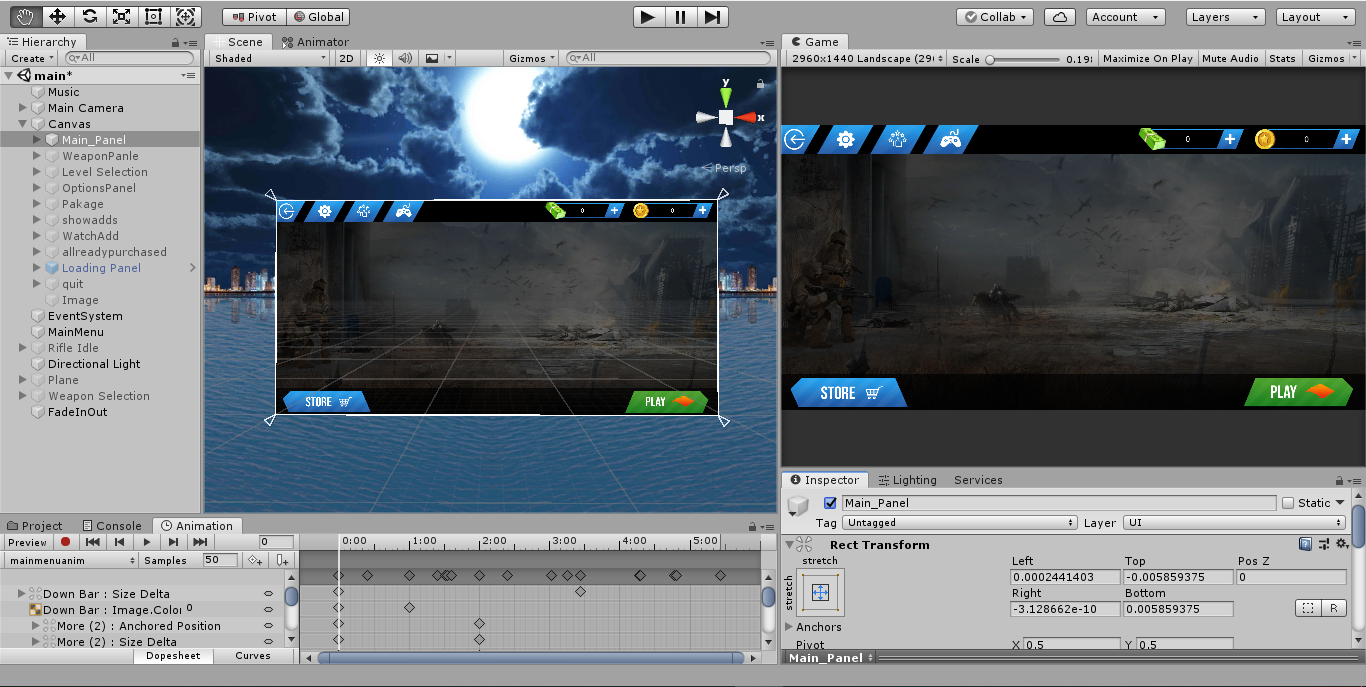 Pivot Global Collab Account Layers Layout
Hierarchy
Create All
main*
Music
Main Camera
Canvas
Main_Panel
WeaponPanle
Level Selection
OptionsPanel
Pakage
showadds
WatchAdd
allreadypurchased
Loading Panel
quit
Image
EventSystem
MainMenu
Rifle Idle
Directional Light
Plane
Weapon Selection
FadeInOut
Scene Animator
Shaded 2D Gizmos All
y
x
Persp
0 0
STORE PLAY
Game
2960x1440 Landscape (29 Scale 0.19 Maximize On Play Mute Audio Stats Gizmos
0 0
STORE PLAY
Project Console Animation
Preview 0
mainmenuanim Samples 50
0:00 1:00 2:00 3:00 4:00 5:00
Down Bar : Size Delta
Down Bar : Image.Color 0
More (2) : Anchored Position
More (2) : Size Delta
Dopesheet Curves
Inspector Lighting Services
Main_Panel Static
Tag Untagged Layer UI
Rect Transform
stretch
stretch
Left Top Pos Z
0.0002441403 -0.005859375 0
Right Bottom
-3.128662e-10 0.005859375
R
Anchors
Pivot X 0.5 Y 0.5
Main_Panel